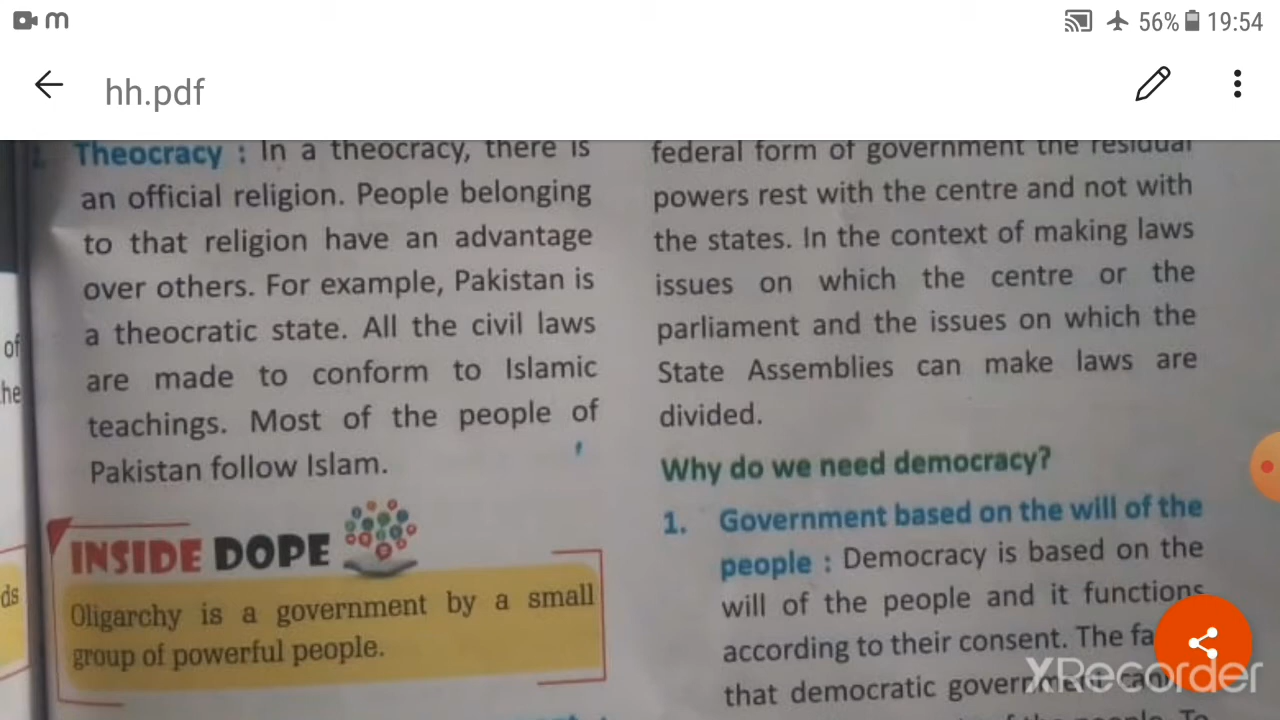 m
56% 19:54
hh.pdf
Theocracy : In a theocracy, there is
an official religion. People belonging
to that religion have an advantage
over others. For example, Pakistan is
a theocratic state. All the civil laws
are made to conform to Islamic
teachings. Most of the people of
Pakistan follow Islam.
INSIDE DOPE
Oligarchy is a government by a small
group of powerful people.
of
he
ds
federal form of government the residual
powers rest with the centre and not with
the states. In the context of making laws
issues on which the centre or the
parliament and the issues on which the
State Assemblies can make laws are
divided.
Why do we need democracy?
1. Government based on the will of the
people : Democracy is based on the
will of the people and it functions
according to their consent. The fa
that democratic government
XRecorder